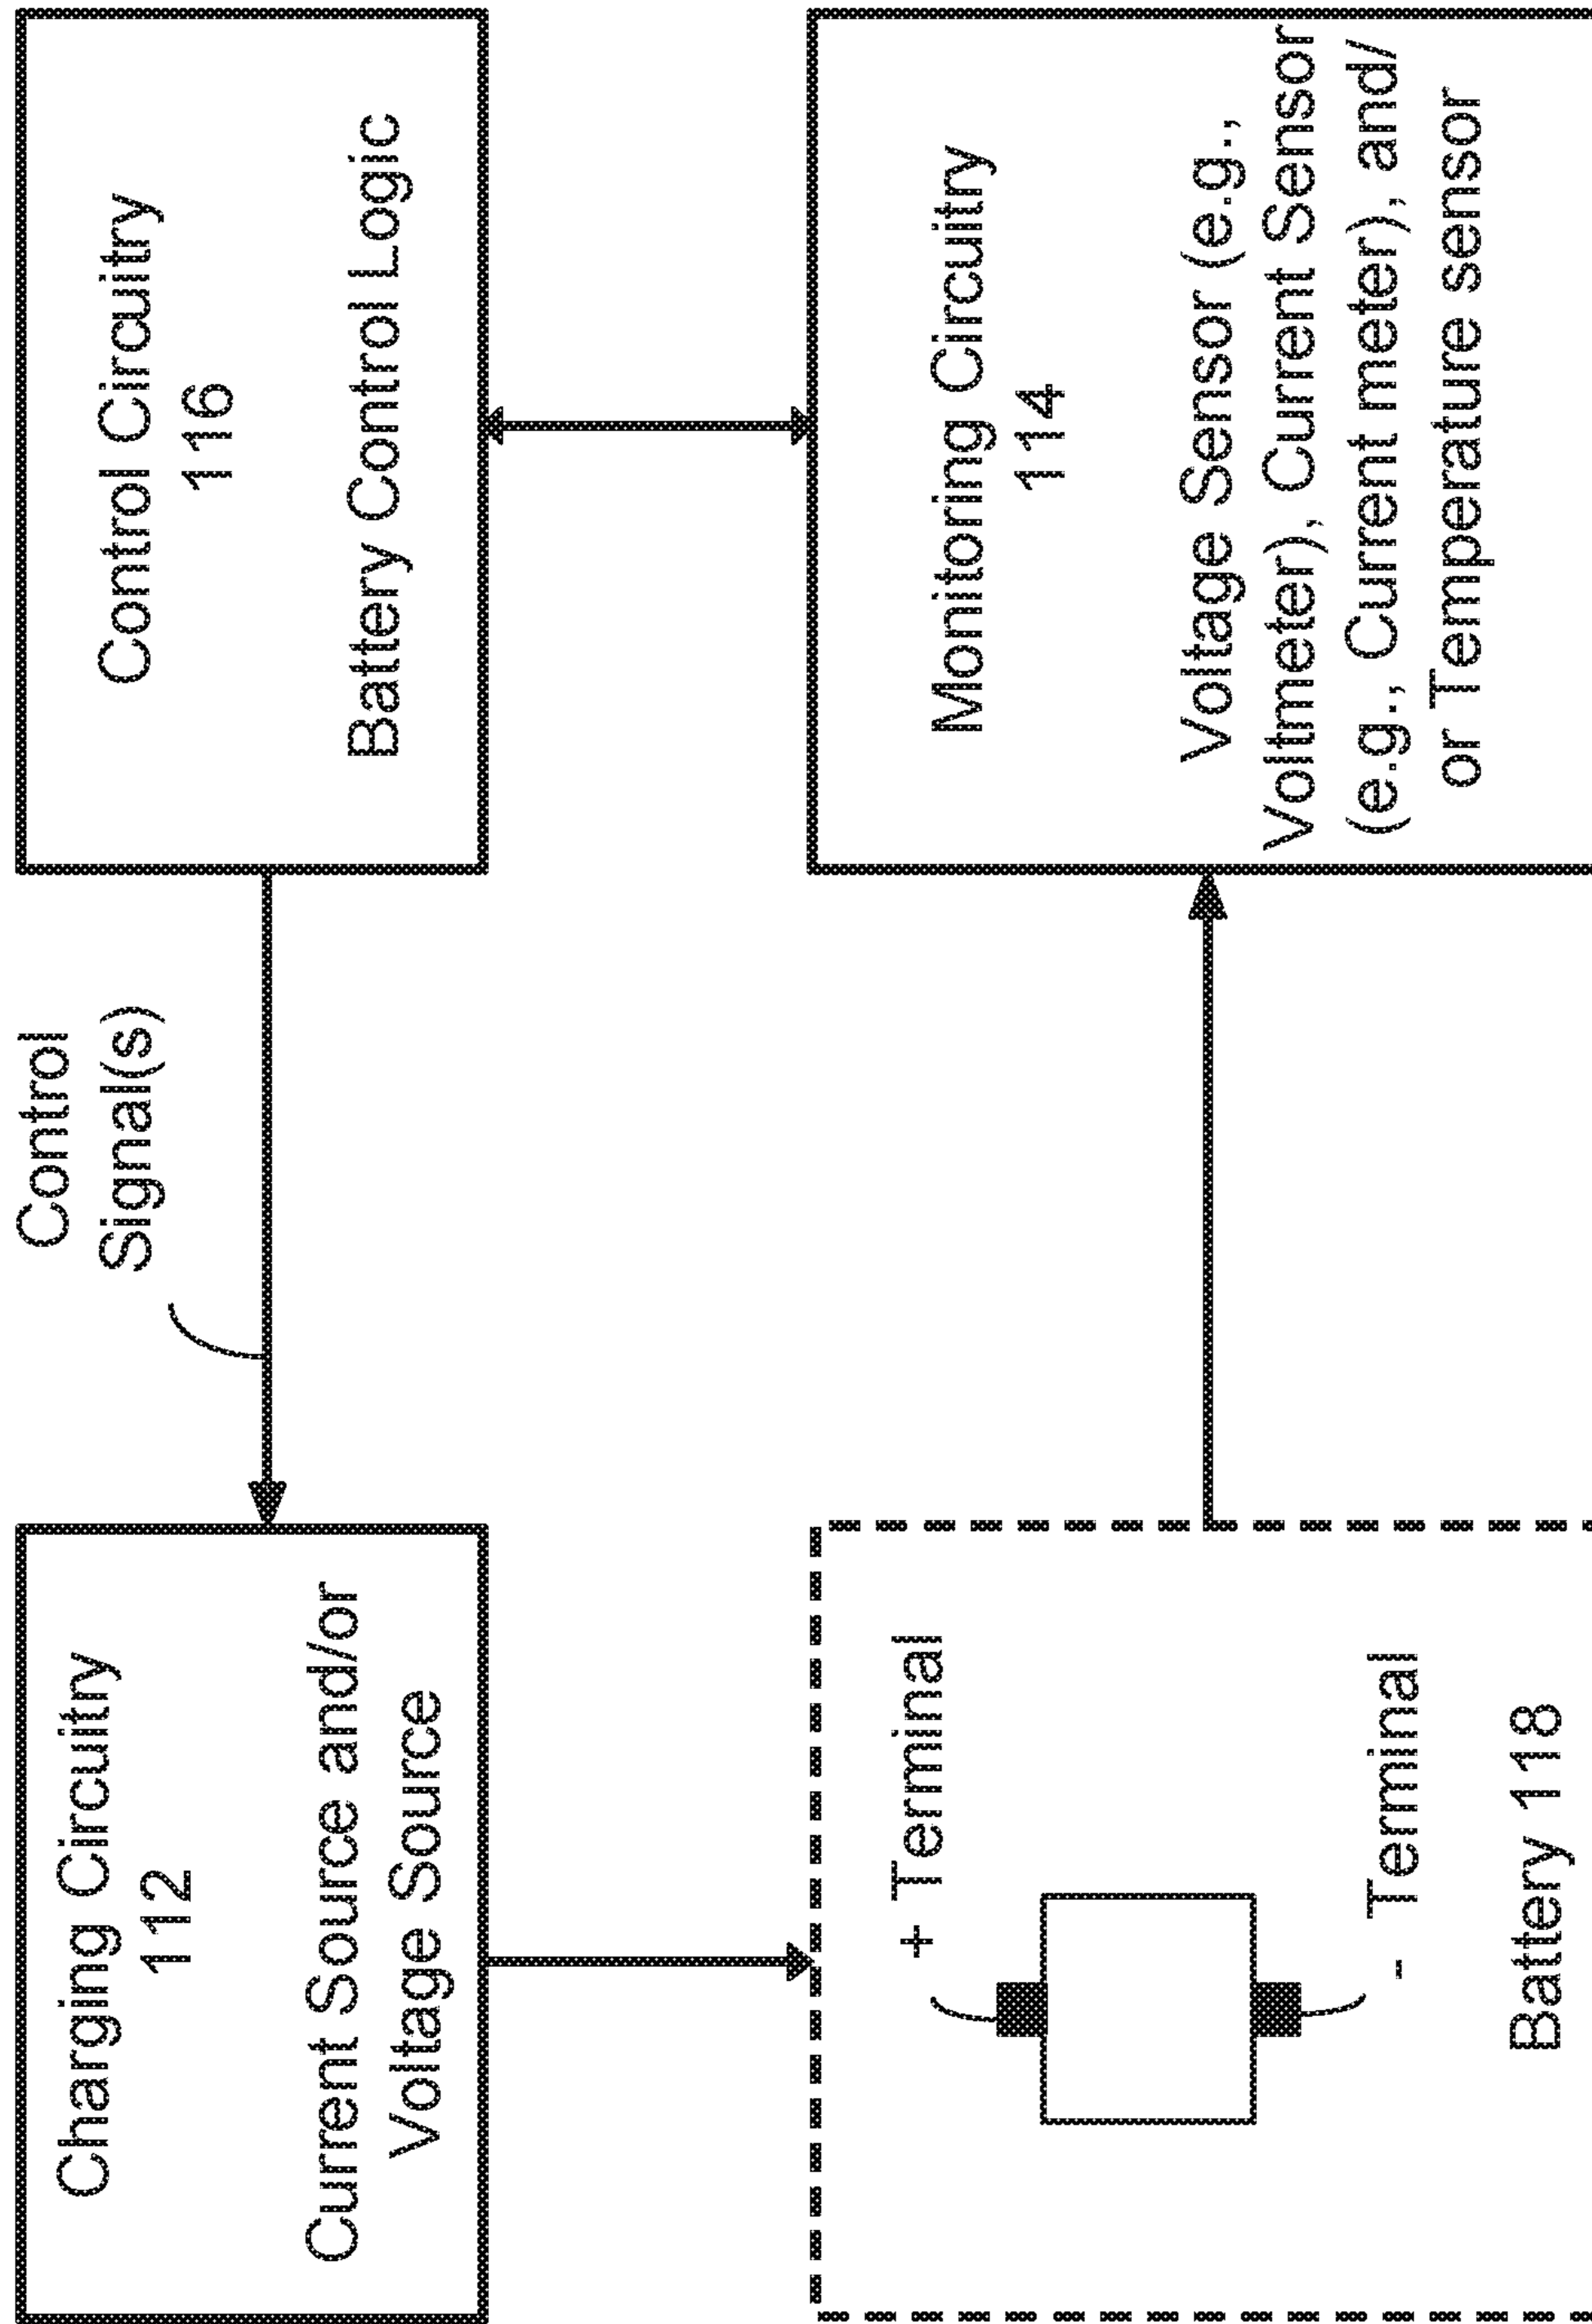 Charging Circuitry
112
Current Source and/or
Voltage Source
Control
Signal(s)
Control Circuitry
116
Battery Control Logic
+ Terminal
- Terminal
Battery 118
Monitoring Circuitry
114
Voltage Sensor (e.g.,
Voltmeter), Current Sensor
(e.g., Current meter), and/
or Temperature sensor